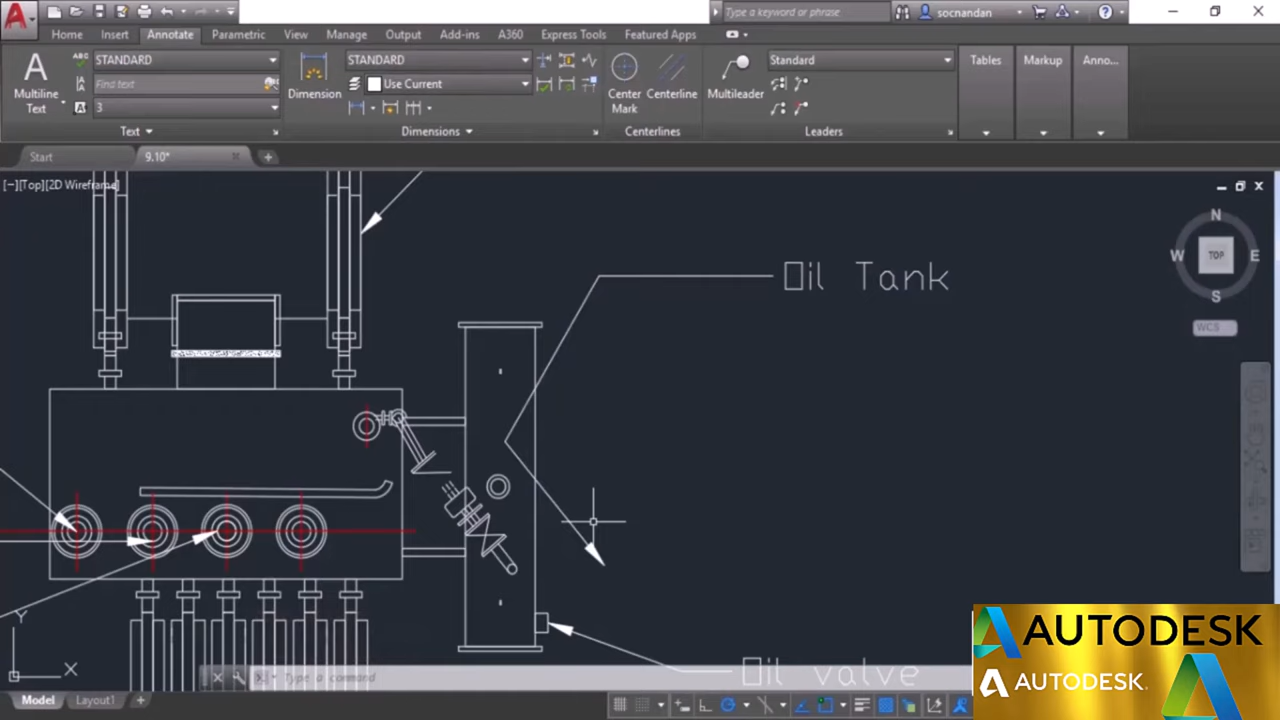 Type a keyword or phrase
socnandan
Home Insert Annotate Parametric View Manage Output Add-ins A360 Express Tools Featured Apps
STANDARD
Find text
3
Multiline
Text
Text
Dimension
STANDARD
Use Current
Dimensions
Center
Mark
Centerline
Centerlines
Multileader
Standard
Leaders
Tables
Markup
Anno...
Start
9.10*
[−][Top][2D Wireframe]
N
W TOP E
S
WCS
Oil Tank
Oil valve
Y
X
Type a command
Model Layout1
AUTODESK
AUTODESK.